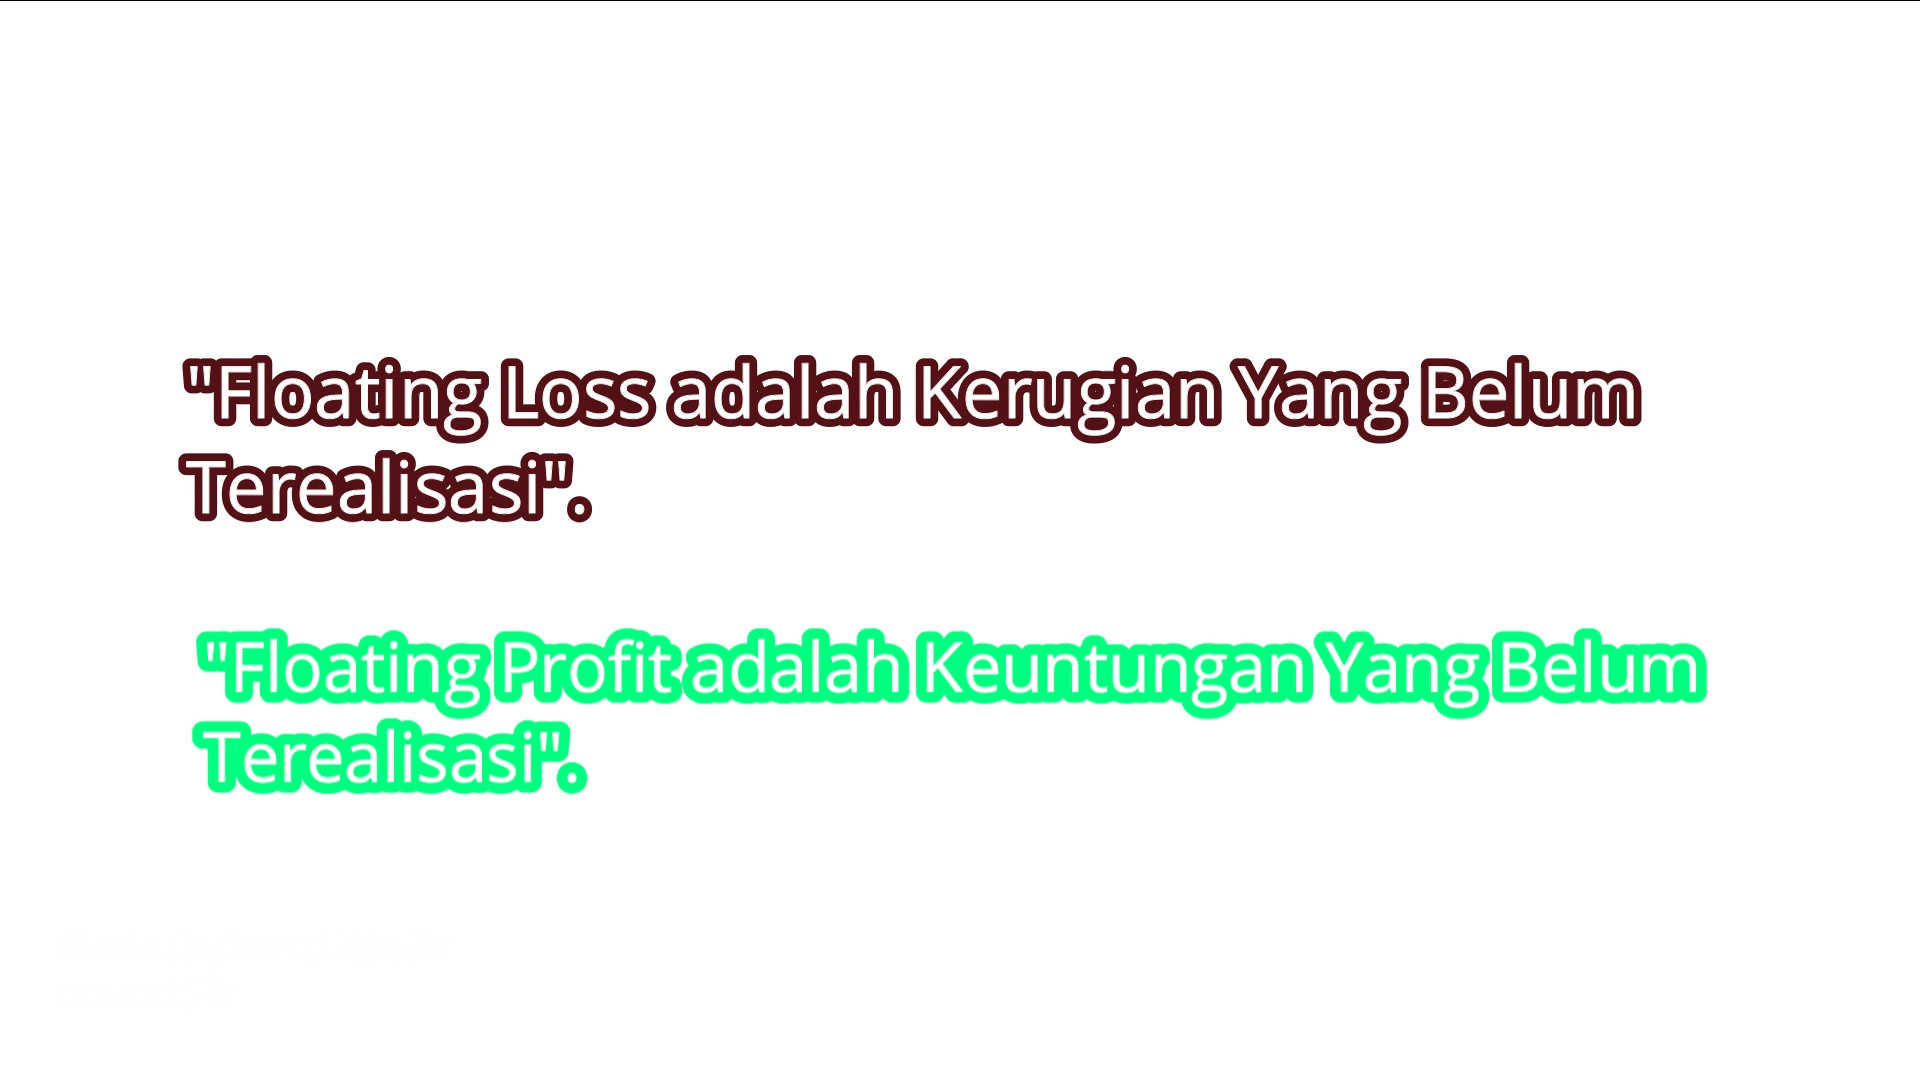 "Floating Loss adalah Kerugian Yang Belum
Terealisasi".
"Floating Profit adalah Keuntungan Yang Belum
Terealisasi".